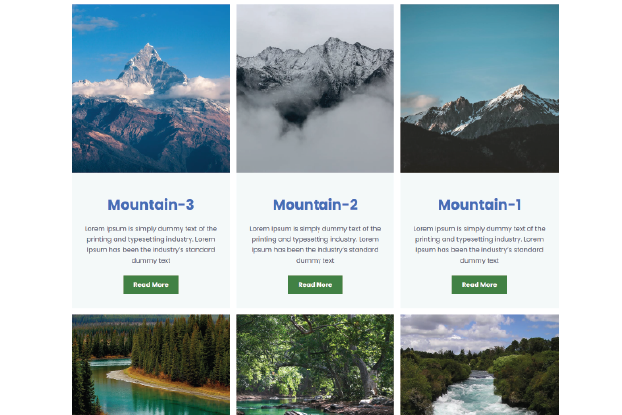 Mountain-3
Lorem Ipsum is simply dummy text of the
printing and typesetting industry. Lorem
Ipsum has been the industry's standard
dummy text
Read More
Mountain-2
Lorem Ipsum is simply dummy text of the
printing and typesetting industry. Lorem
Ipsum has been the industry's standard
dummy text
Read More
Mountain-1
Lorem Ipsum is simply dummy text of the
printing and typesetting industry. Lorem
Ipsum has been the industry's standard
dummy text
Read More